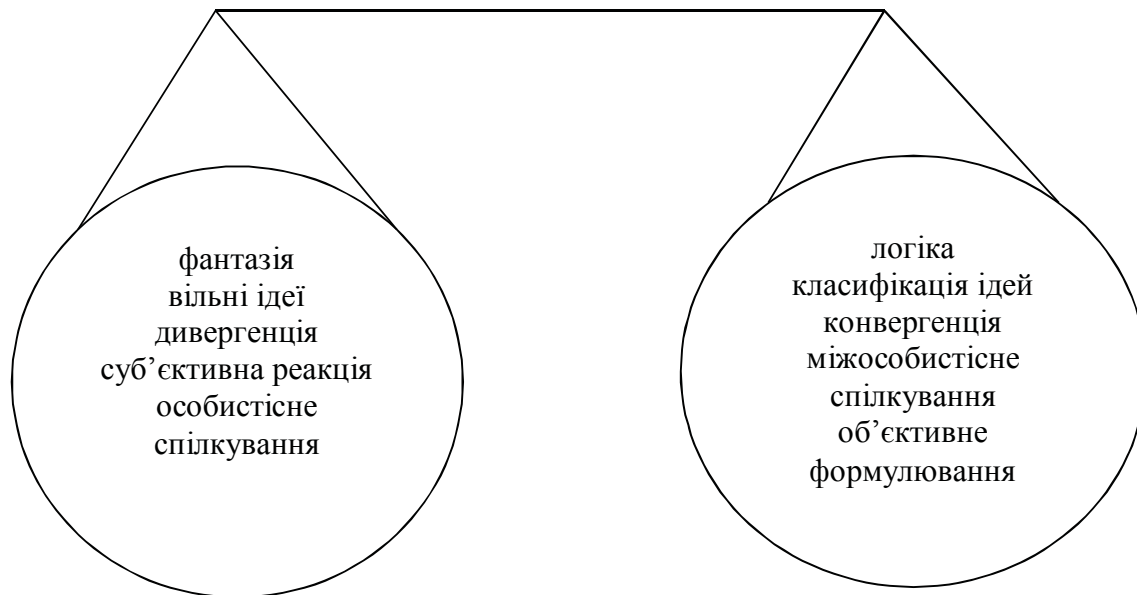 фантазія
вільні ідеї
дивергенція
суб’єктивна реакція
особистісне
спілкування
логіка
класифікація ідей
конвергенція
міжособистісне
спілкування
об’єктивне
формулювання